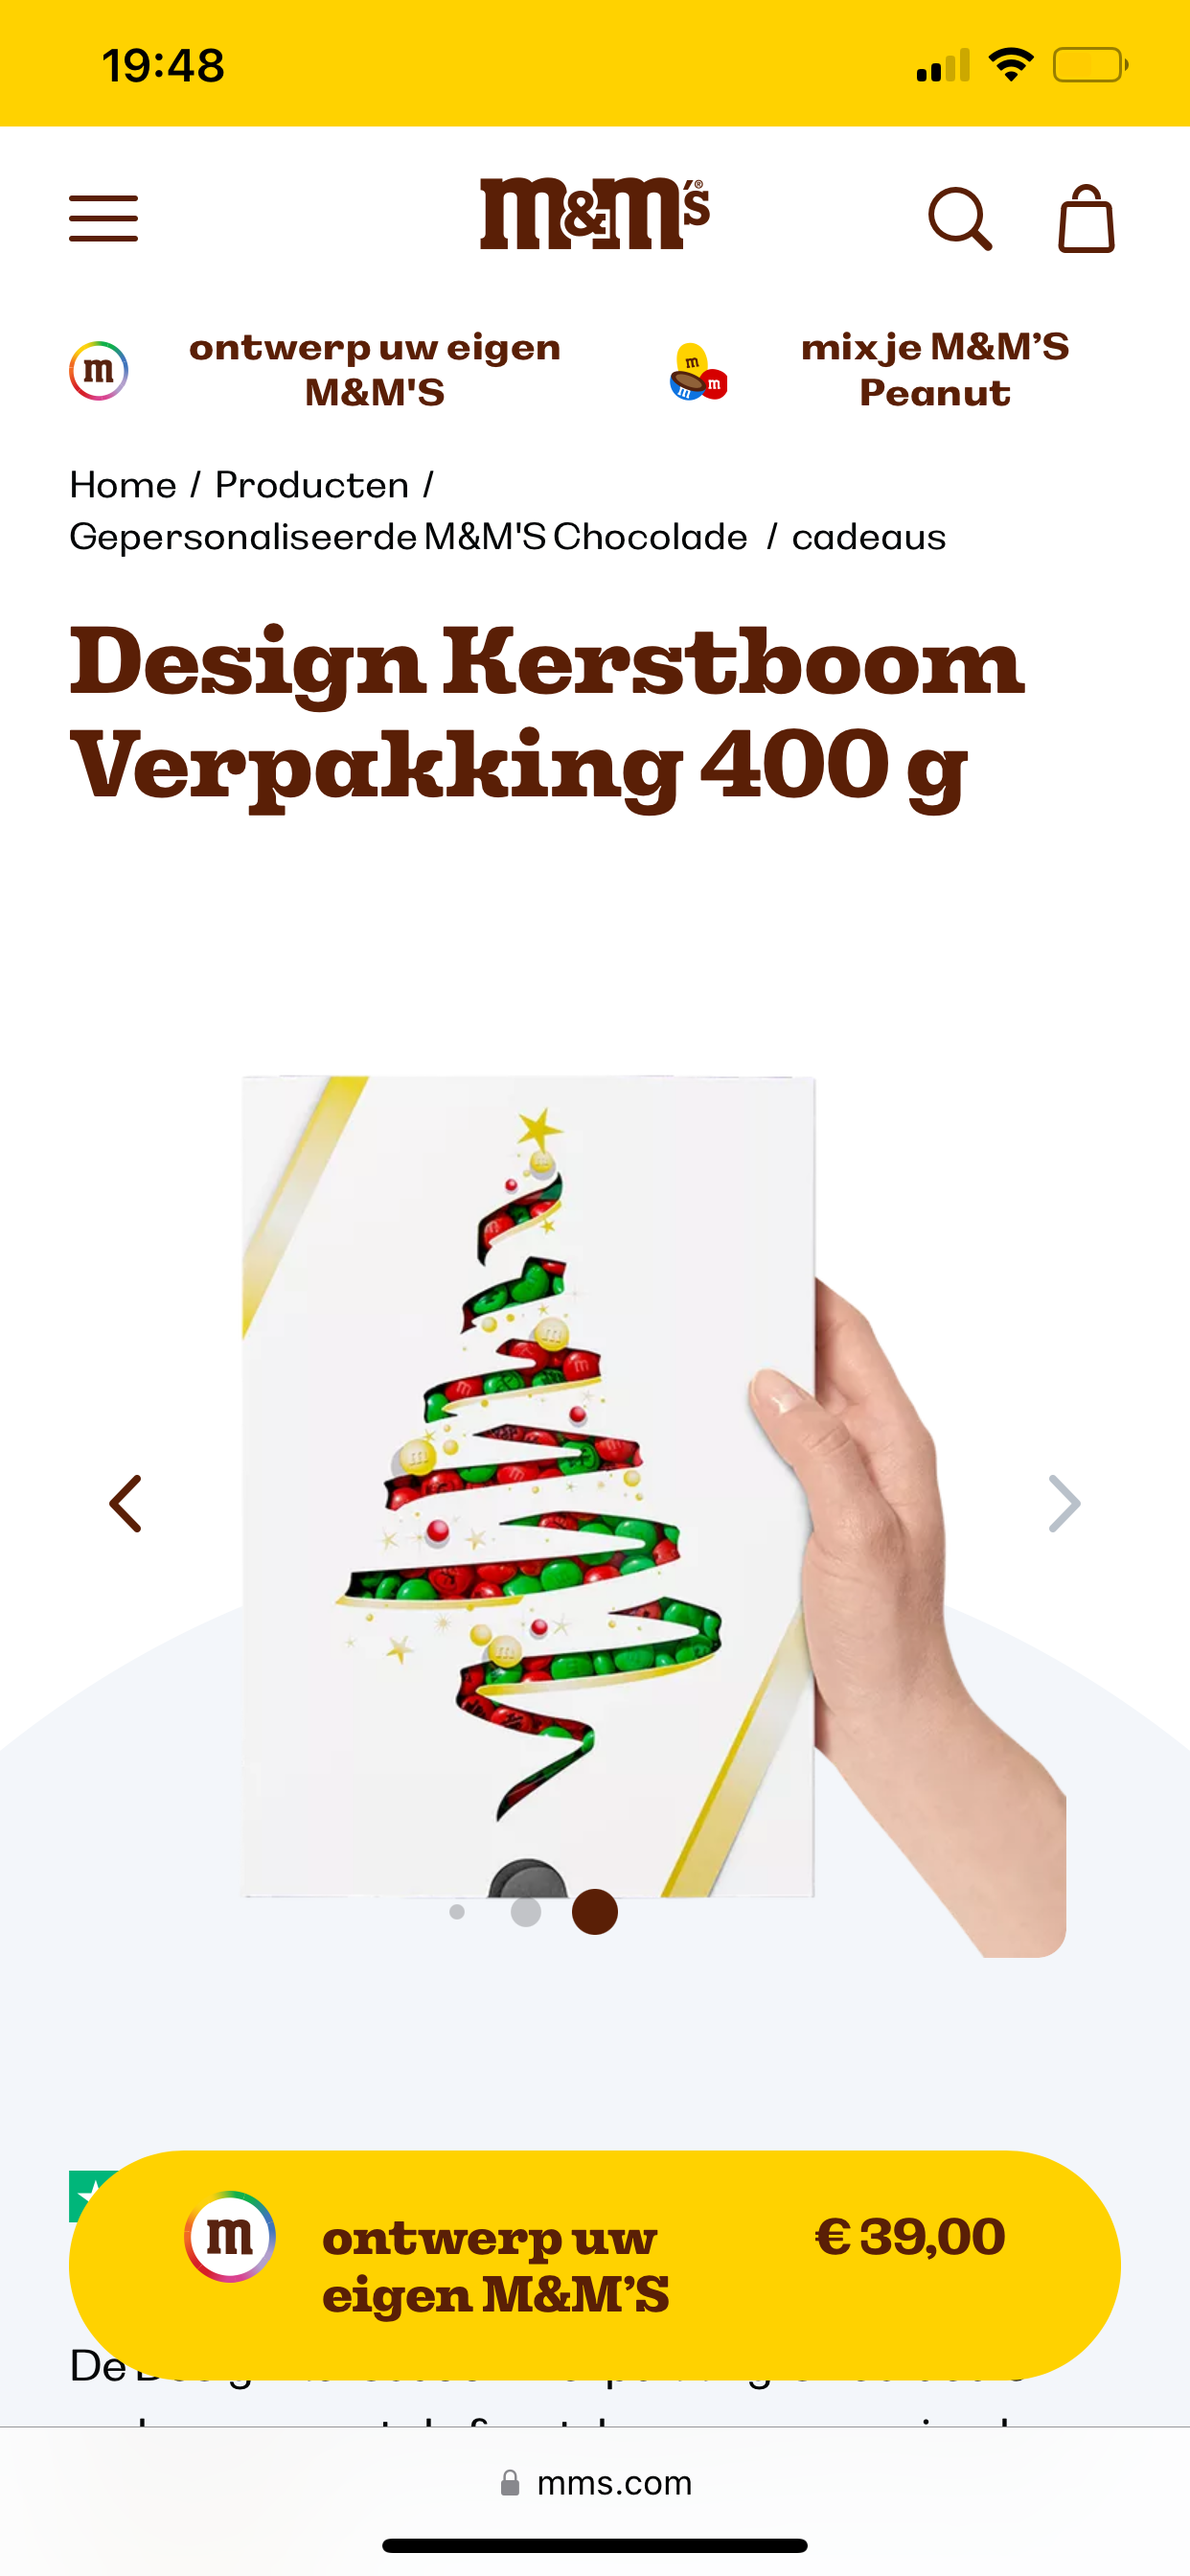 19:48
m&m's®
ontwerp uw eigen
M&M'S
mix je M&M’S
Peanut
Home / Producten /
Gepersonaliseerde M&M'S Chocolade / cadeaus
Design Kerstboom
Verpakking 400 g
ontwerp uw
eigen M&M’S
€ 39,00
De
mms.com